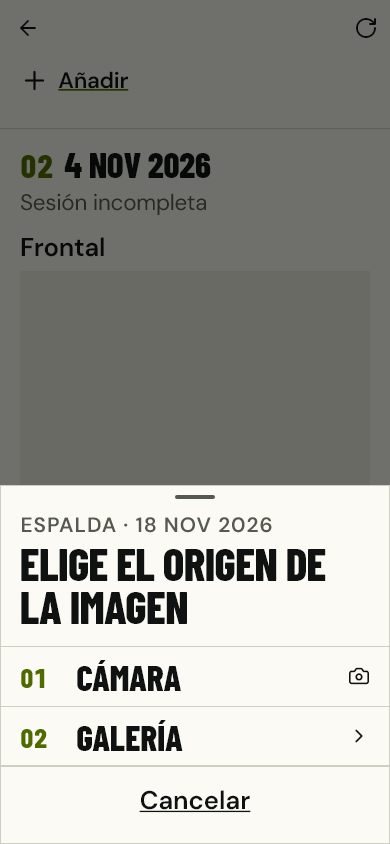 Añadir
02 4 NOV 2026
Sesión incompleta
Frontal
ESPALDA · 18 NOV 2026
ELIGE EL ORIGEN DE
LA IMAGEN
01 CÁMARA
02 GALERÍA
Cancelar